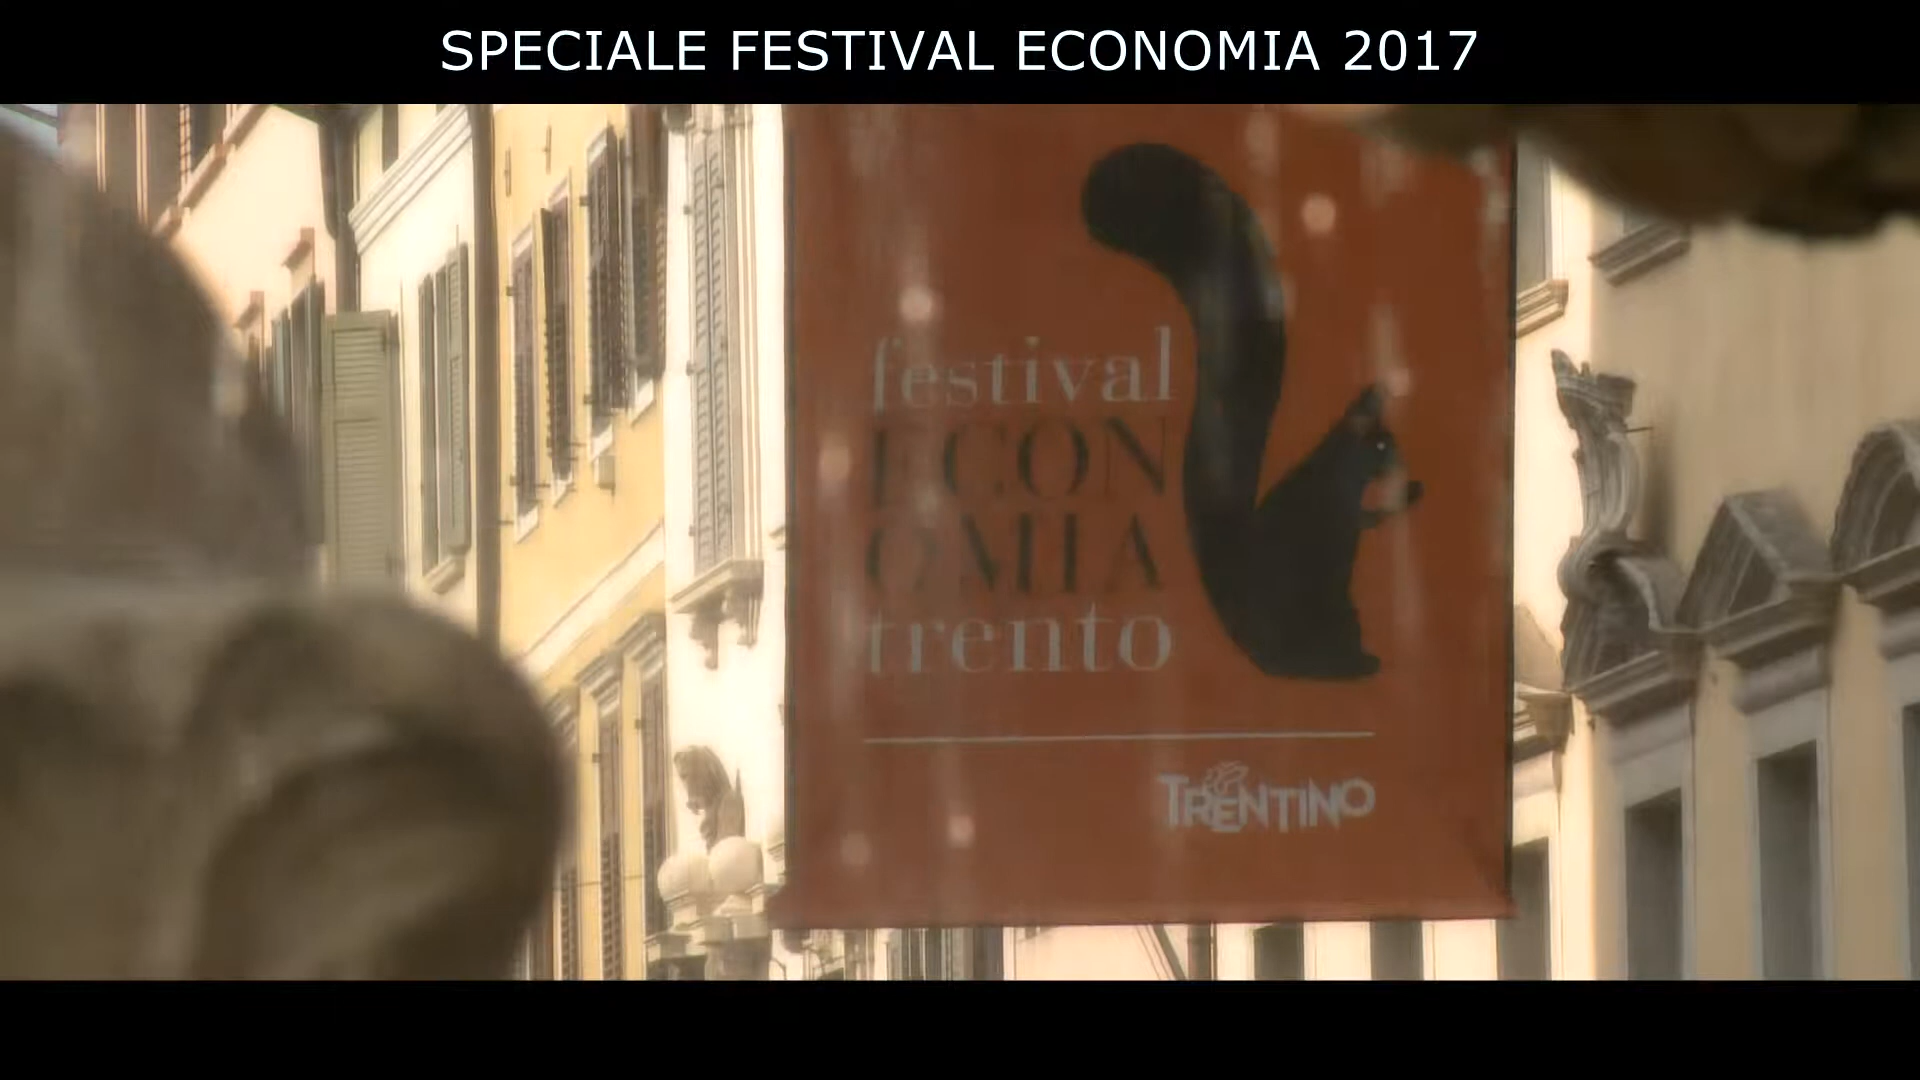 SPECIALE FESTIVAL ECONOMIA 2017
festival
ECON
OMIA
trento
TRENTINO